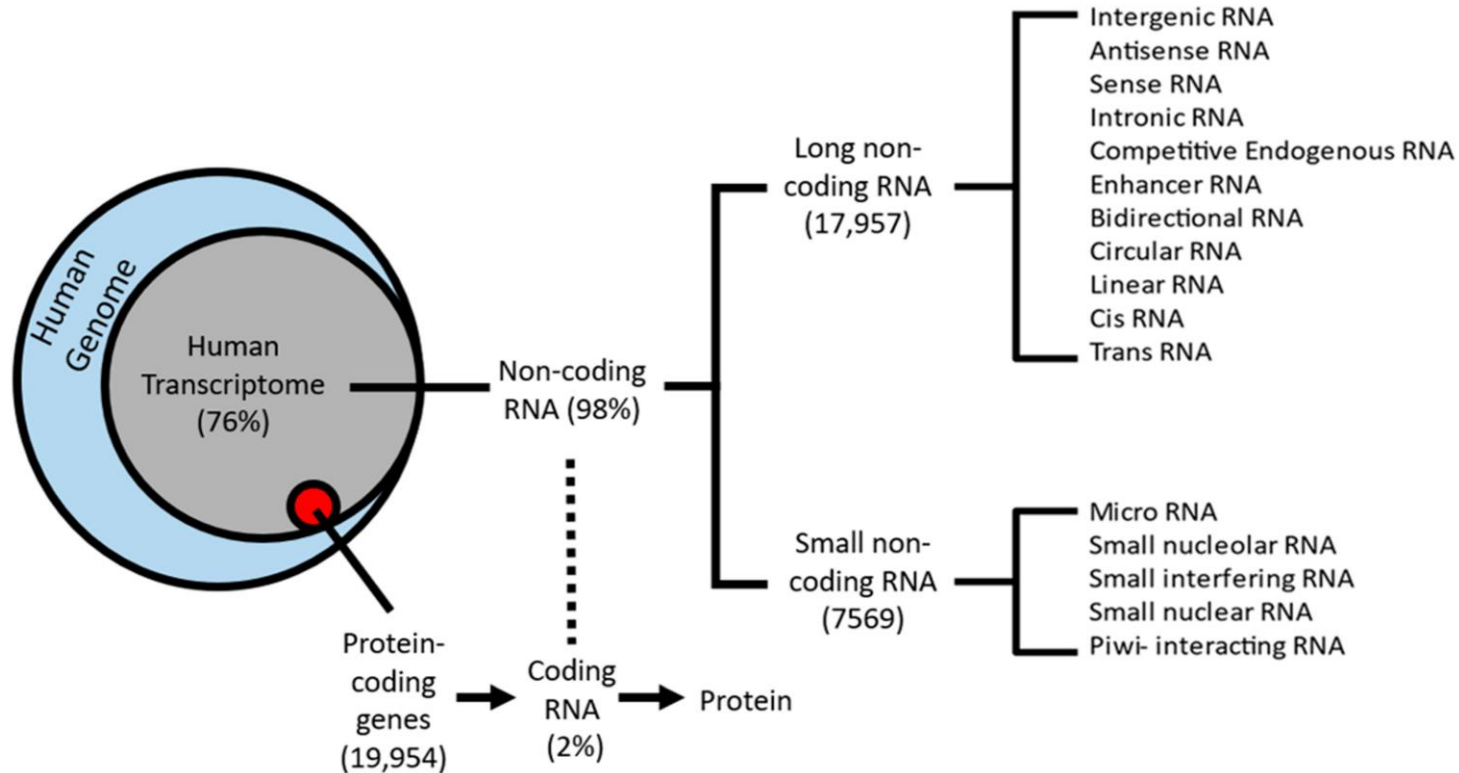 Human
Genome
Human
Transcriptome
(76%)
Non-coding
RNA (98%)
Protein-
coding
genes
(19,954)
Coding
RNA
(2%)
Protein
Long non-
coding RNA
(17,957)
Intergenic RNA
Antisense RNA
Sense RNA
Intronic RNA
Competitive Endogenous RNA
Enhancer RNA
Bidirectional RNA
Circular RNA
Linear RNA
Cis RNA
Trans RNA
Small non-
coding RNA
(7569)
Micro RNA
Small nucleolar RNA
Small interfering RNA
Small nuclear RNA
Piwi- interacting RNA